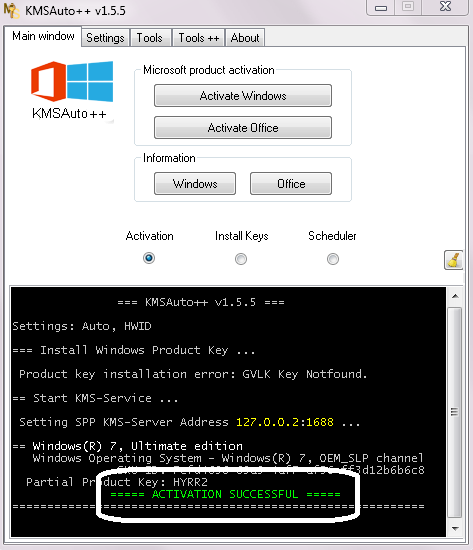 KMSAuto++ v1.5.5
Main window Settings Tools Tools ++ About
Microsoft product activation
Activate Windows
KMSAuto++
Activate Office
Information
Windows Office
Activation Install Keys Scheduler
=== KMSAuto++ v1.5.5 ===
Settings: Auto, HWID
=== Install Windows Product Key ...
Product key installation error: GVLK Key Notfound.
== Start KMS-Service ...
Setting SPP KMS-Server Address 127.0.0.2:1688 ...
== Windows(R) 7, Ultimate edition
Windows Operating System - Windows(R) 7, OEM_SLP channel
Partial Product Key: HYRR2
===== ACTIVATION SUCCESSFUL =====